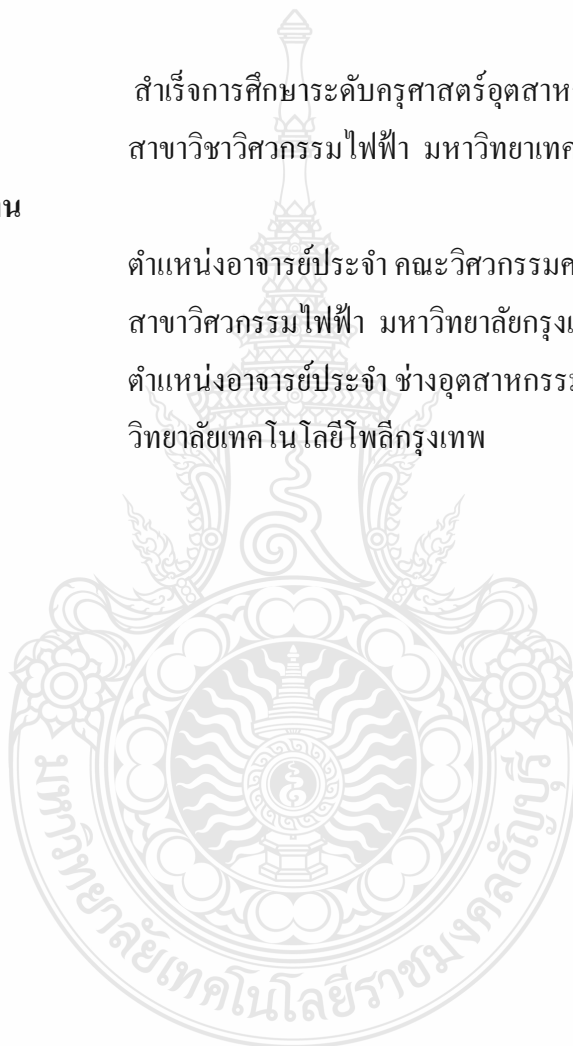 สำเร็จการศึกษาระดับครุศาสตร์อุตสาห
สาขาวิชาวิศวกรรมไฟฟ้า มหาวิทยาเทค
น
ตำแหน่งอาจารย์ประจำ คณะวิศวกรรมศ
สาขาวิศวกรรมไฟฟ้า มหาวิทยาลัยกรุงเ
ตำแหน่งอาจารย์ประจำ ช่างอุตสาหกรรม
วิทยาลัยเทคโนโลยีโพลีกรุงเทพ
มหาวิทยาลัยเทคโนโลยีราชมงคลธัญบุรี